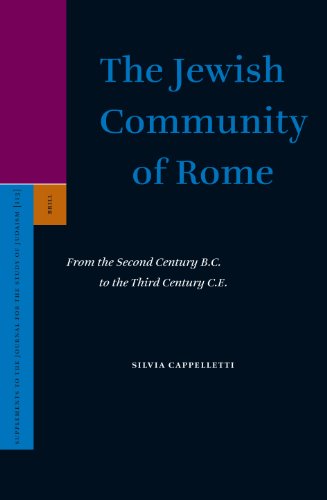 The Jewish
Community
of Rome
From the Second Century B.C.
to the Third Century C.E.
SILVIA CAPPELLETTI
BRILL
SUPPLEMENTS TO THE JOURNAL FOR THE STUDY OF JUDAISM [113]